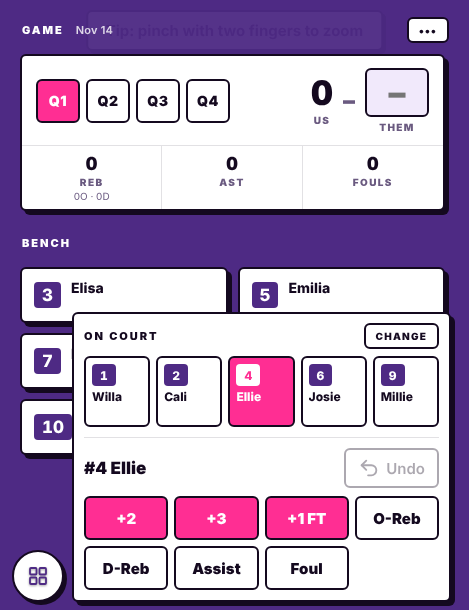 Tip: pinch with two fingers to zoom
GAME Nov 14
Q1 Q2 Q3 Q4
0 – –
US THEM
0 0 0
REB AST FOULS
0O · 0D
BENCH
3 Elisa 5 Emilia
7
10
ON COURT CHANGE
1 2 4 6 9
Willa Cali Ellie Josie Millie
#4 Ellie Undo
+2 +3 +1 FT O-Reb
D-Reb Assist Foul